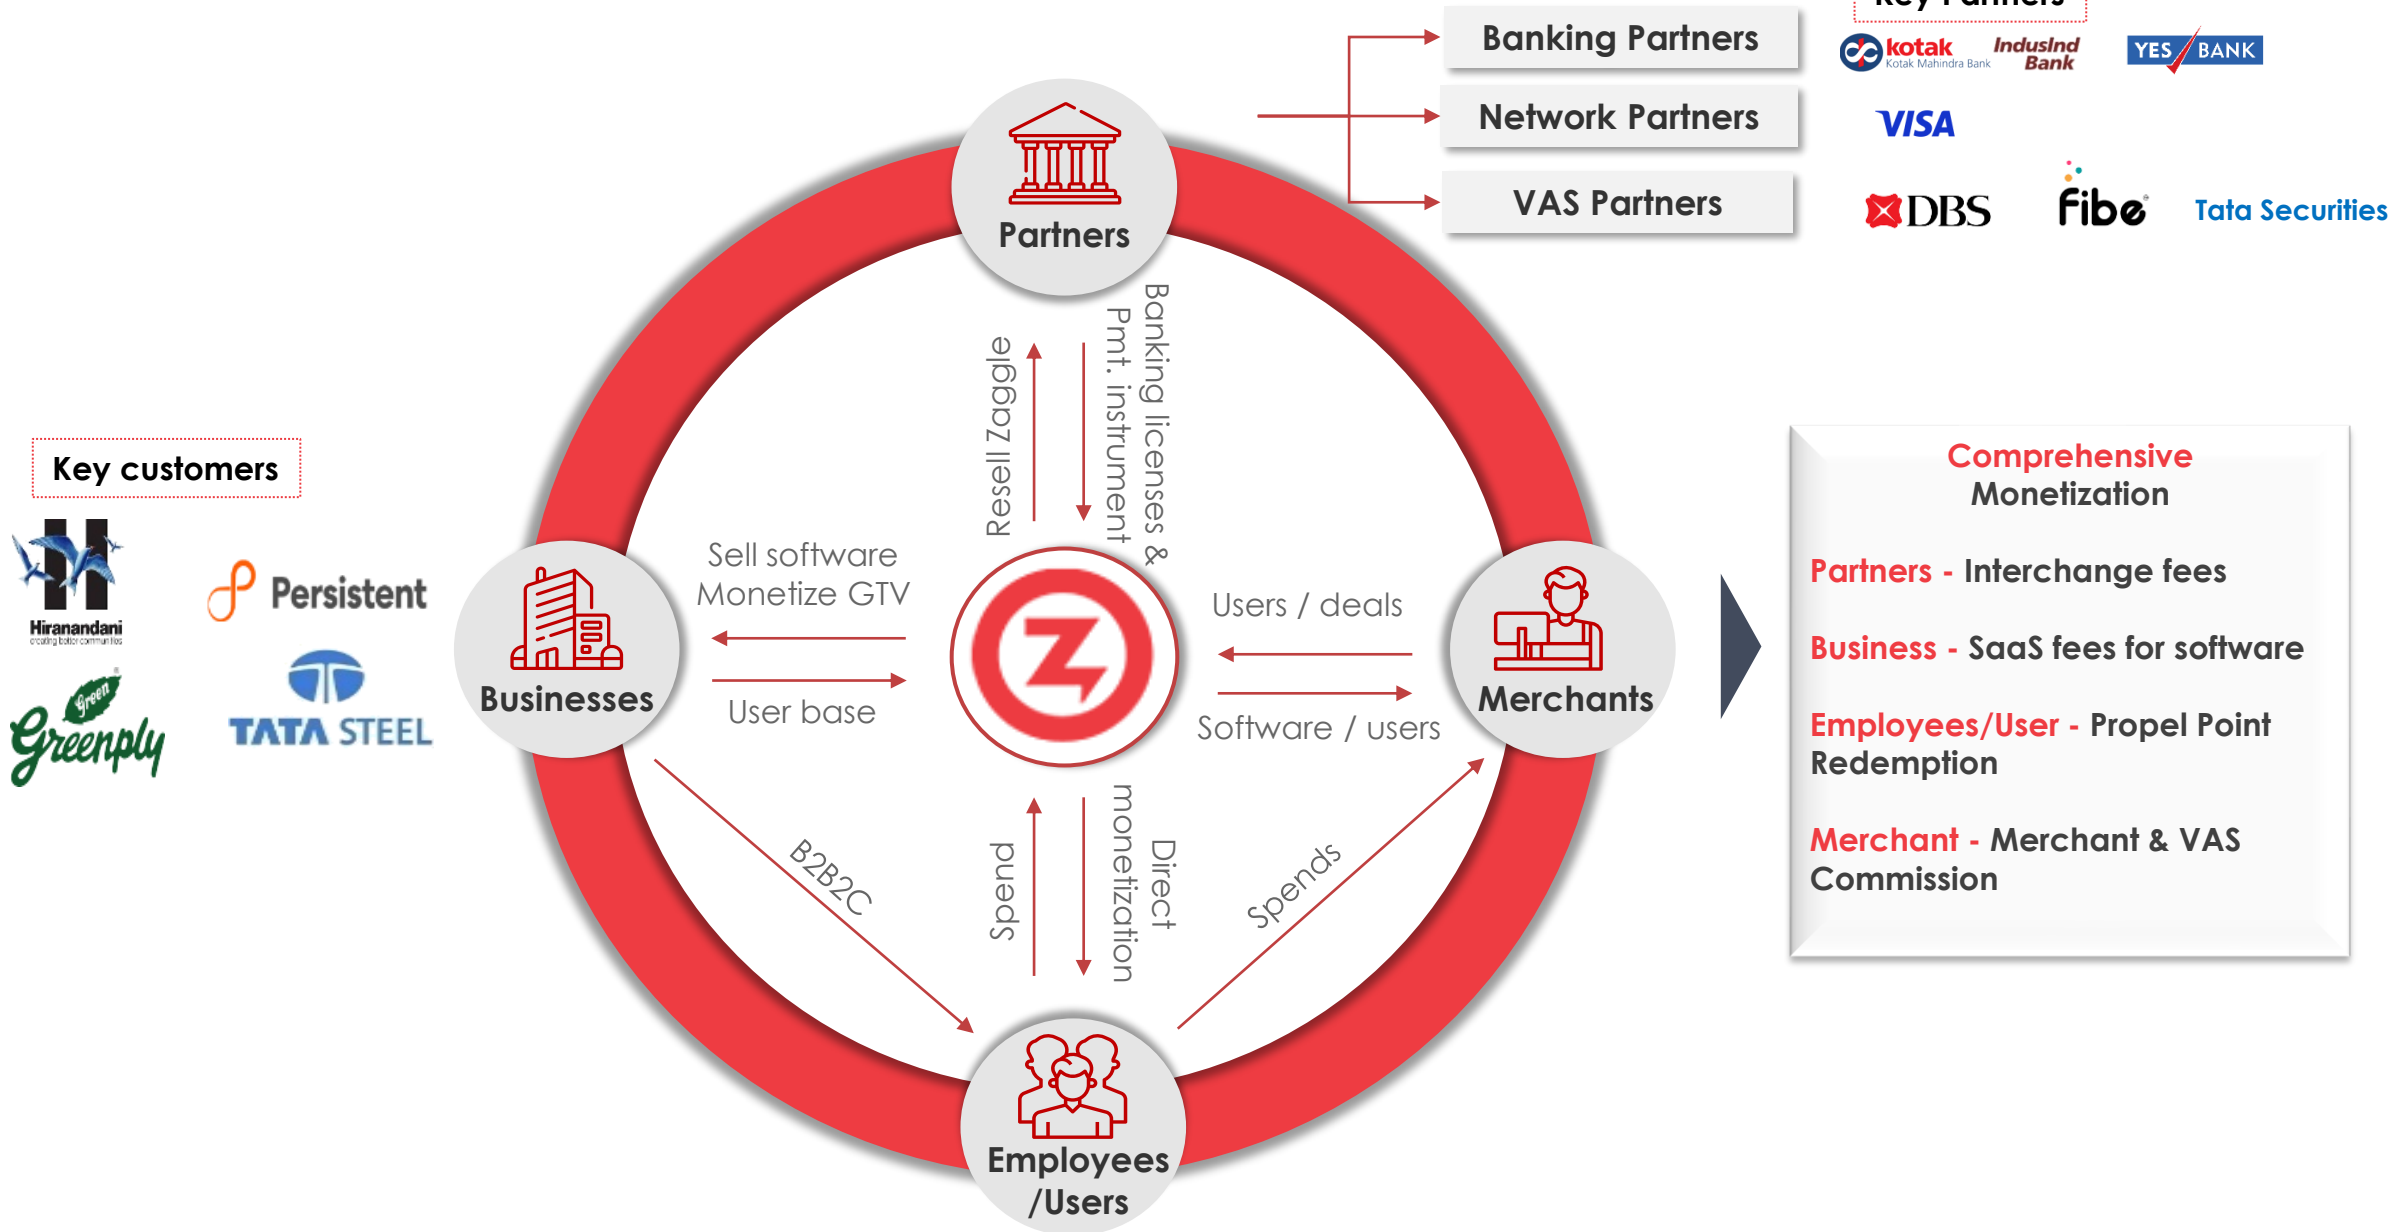 Key Partners
Banking Partners
kotak
Kotak Mahindra Bank
IndusInd
Bank
YES BANK
Network Partners
VISA
VAS Partners
DBS
fibe
Tata Securities
Partners
Resell Zaggle
Banking licenses &
Pmt. instrument
Key customers
Hiranandani
creating better communities
Persistent
Green
Greenply
TATA STEEL
Businesses
Sell software
Monetize GTV
User base
Users / deals
Software / users
Merchants
B2B2C
Spend
Direct
monetization
Spends
Employees
/Users
Comprehensive
Monetization
Partners - Interchange fees
Business - SaaS fees for software
Employees/User - Propel Point
Redemption
Merchant - Merchant & VAS
Commission